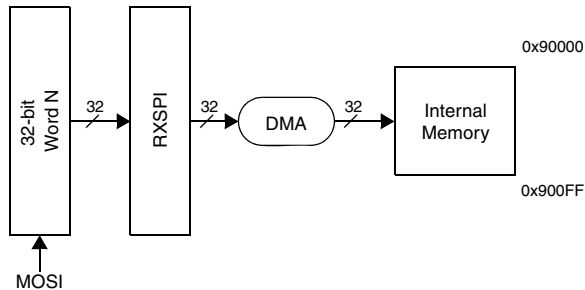 0x90000
32-bit
Word N
32
RXSPI
32
DMA
32
Internal
Memory
0x900FF
MOSI